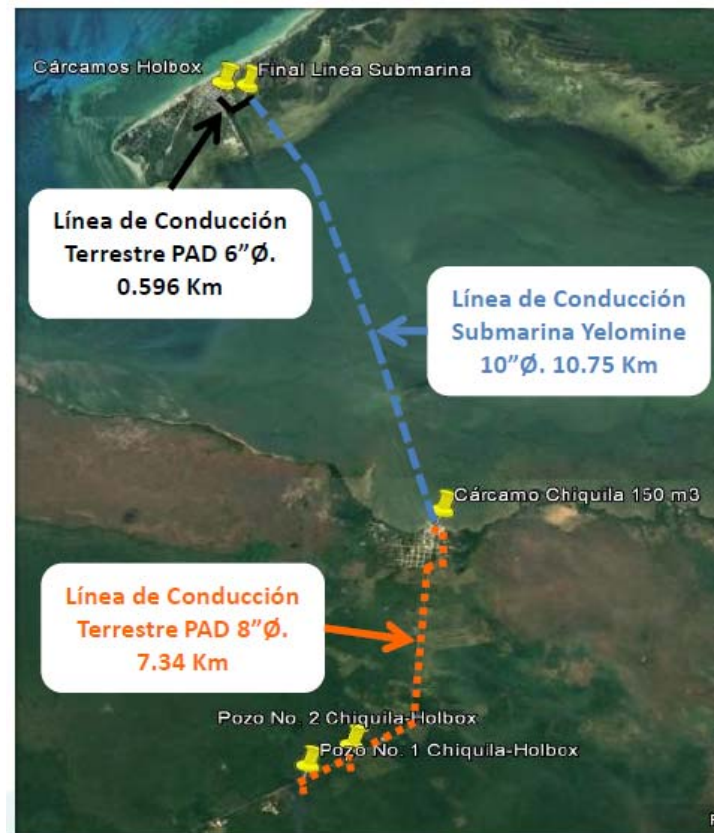 Cárcamos Holbox
Final Linea Submarina
Línea de Conducción
Terrestre PAD 6”Ø.
0.596 Km
Línea de Conducción
Submarina Yelomine
10”Ø. 10.75 Km
Cárcamo Chiquila 150 m3
Línea de Conducción
Terrestre PAD 8”Ø.
7.34 Km
Pozo No. 2 Chiquila-Holbox
Pozo No. 1 Chiquila-Holbox